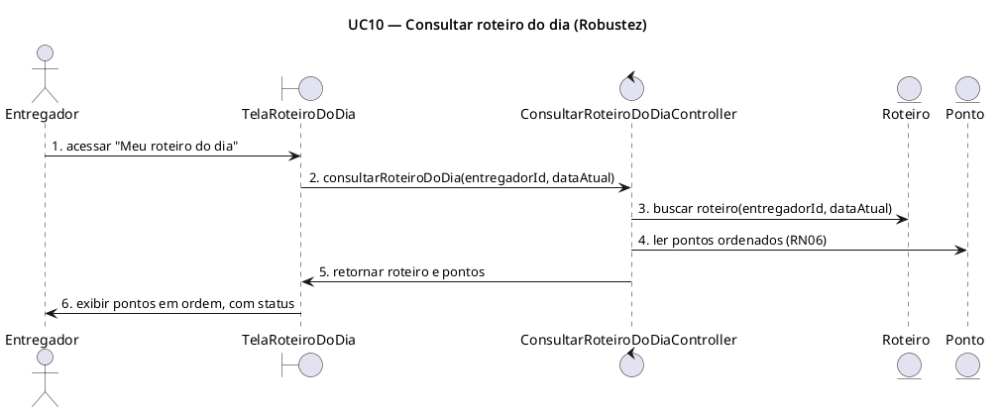 UC10 — Consultar roteiro do dia (Robustez)
Entregador
TelaRoteiroDoDia
ConsultarRoteiroDoDiaController
Roteiro
Ponto
1. acessar "Meu roteiro do dia"
2. consultarRoteiroDoDia(entregadorId, dataAtual)
3. buscar roteiro(entregadorId, dataAtual)
4. ler pontos ordenados (RN06)
5. retornar roteiro e pontos
6. exibir pontos em ordem, com status
Entregador
TelaRoteiroDoDia
ConsultarRoteiroDoDiaController
Roteiro
Ponto